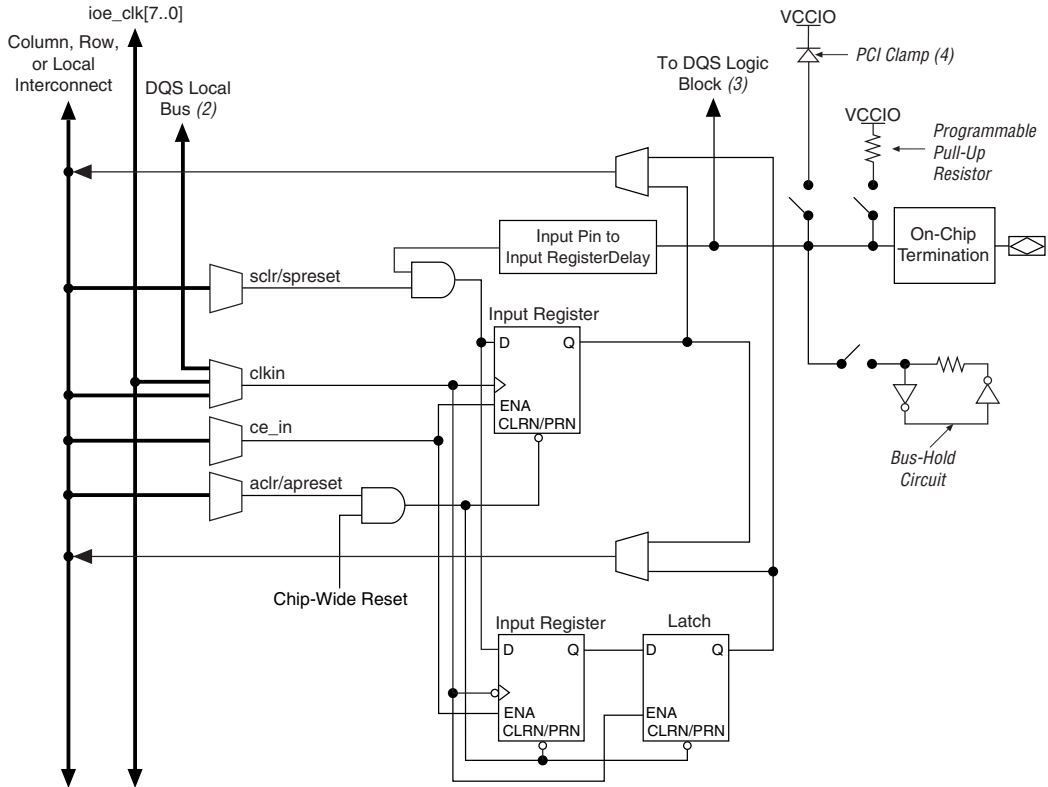 ioe_clk[7..0]
Column, Row,
or Local
Interconnect
DQS Local
Bus (2)
To DQS Logic
Block (3)
VCCIO
PCI Clamp (4)
VCCIO
Programmable
Pull-Up
Resistor
Input Pin to
Input RegisterDelay
On-Chip
Termination
sclr/spreset
Input Register
D
Q
clkin
ENA
CLRN/PRN
ce_in
aclr/apreset
Bus-Hold
Circuit
Chip-Wide Reset
Input Register
D
Q
ENA
CLRN/PRN
Latch
D
Q
ENA
CLRN/PRN